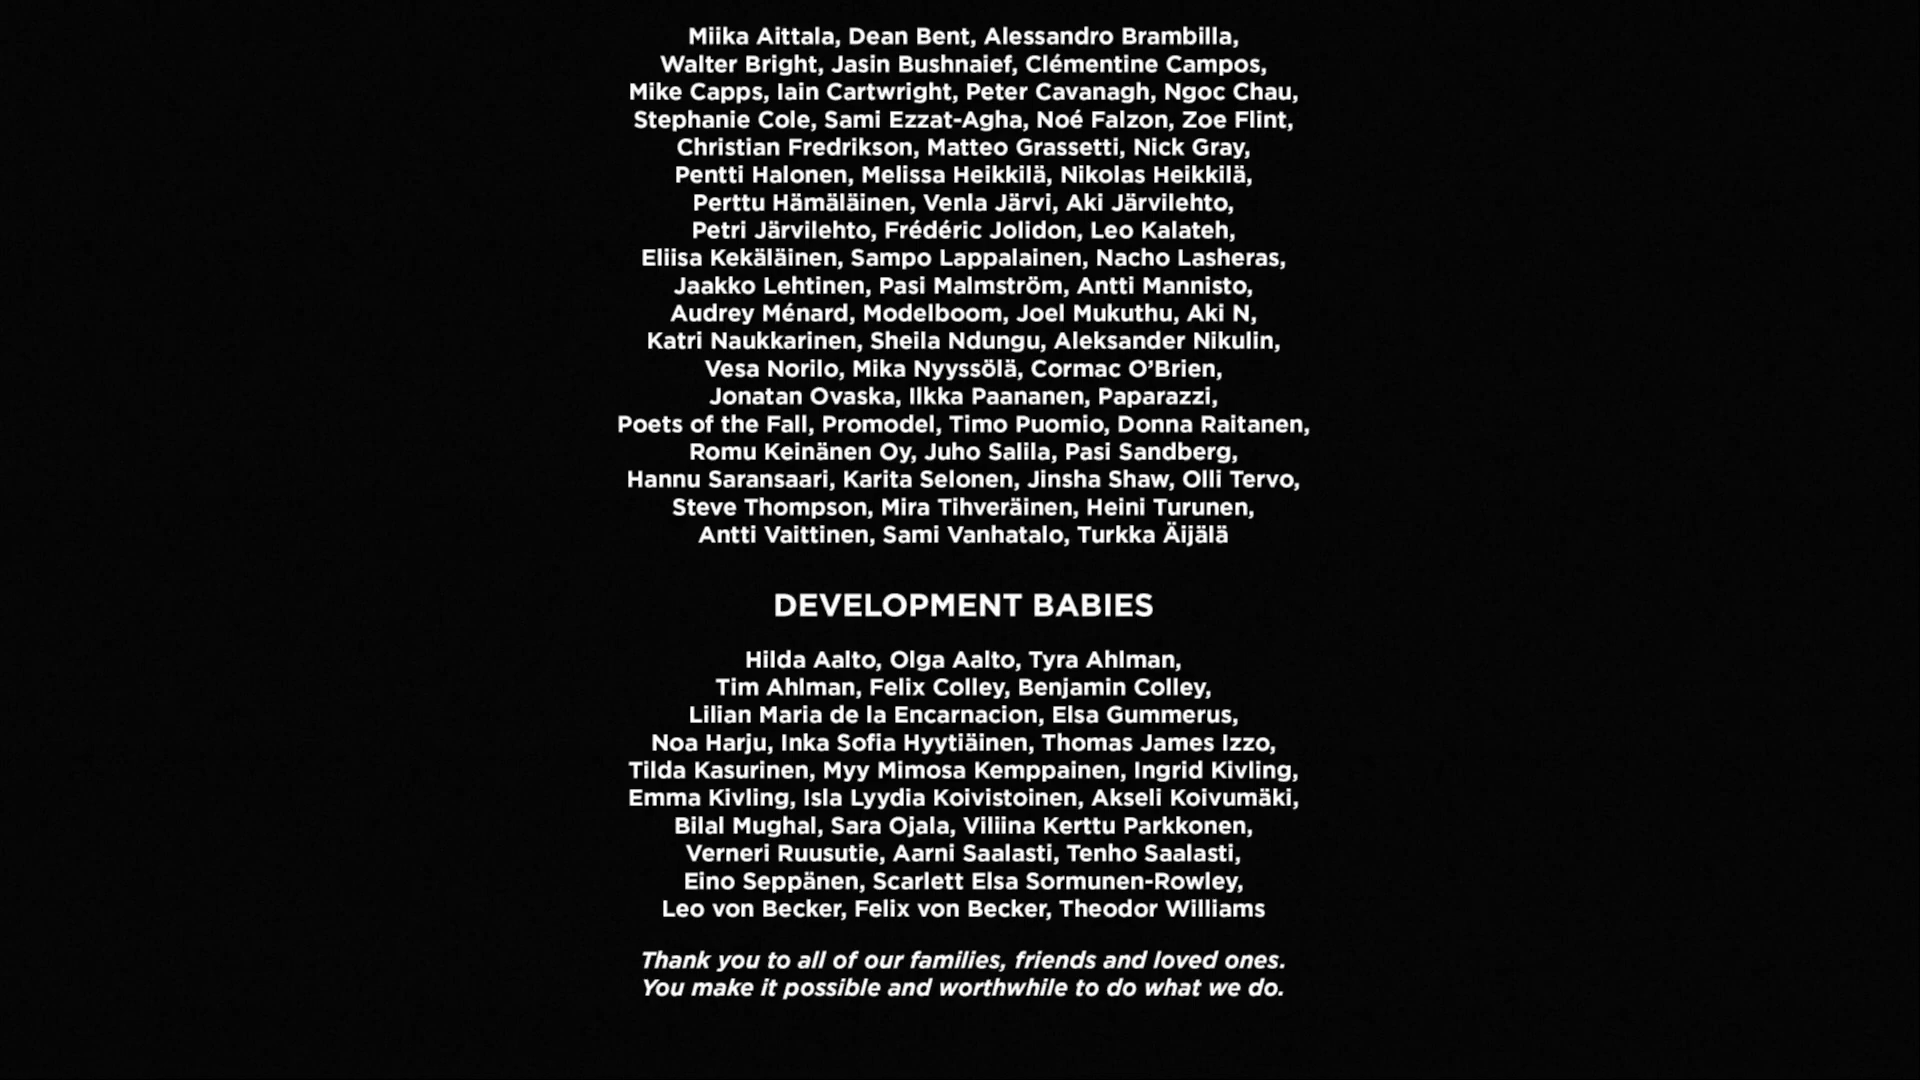 Miika Aittala, Dean Bent, Alessandro Brambilla,
Walter Bright, Jasin Bushnaief, Clémentine Campos,
Mike Capps, Iain Cartwright, Peter Cavanagh, Ngoc Chau,
Stephanie Cole, Sami Ezzat-Agha, Noé Falzon, Zoe Flint,
Christian Fredrikson, Matteo Grassetti, Nick Gray,
Pentti Halonen, Melissa Heikkilä, Nikolas Heikkilä,
Perttu Hämäläinen, Venla Järvi, Aki Järvilehto,
Petri Järvilehto, Frédéric Jolidon, Leo Kalateh,
Eliisa Kekäläinen, Sampo Lappalainen, Nacho Lasheras,
Jaakko Lehtinen, Pasi Malmström, Antti Mannisto,
Audrey Ménard, Modelboom, Joel Mukuthu, Aki N,
Katri Naukkarinen, Sheila Ndungu, Aleksander Nikulin,
Vesa Norilo, Mika Nyyssölä, Cormac O’Brien,
Jonatan Ovaska, Ilkka Paananen, Paparazzi,
Poets of the Fall, Promodel, Timo Puomio, Donna Raitanen,
Romu Keinänen Oy, Juho Salila, Pasi Sandberg,
Hannu Saransaari, Karita Selonen, Jinsha Shaw, Olli Tervo,
Steve Thompson, Mira Tihveräinen, Heini Turunen,
Antti Vaittinen, Sami Vanhatalo, Turkka Äijälä
DEVELOPMENT BABIES
Hilda Aalto, Olga Aalto, Tyra Ahlman,
Tim Ahlman, Felix Colley, Benjamin Colley,
Lilian Maria de la Encarnacion, Elsa Gummerus,
Noa Harju, Inka Sofia Hyytiäinen, Thomas James Izzo,
Tilda Kasurinen, Myy Mimosa Kemppainen, Ingrid Kivling,
Emma Kivling, Isla Lyydia Koivistoinen, Akseli Koivumäki,
Bilal Mughal, Sara Ojala, Viliina Kerttu Parkkonen,
Verneri Ruusutie, Aarni Saalasti, Tenho Saalasti,
Eino Seppänen, Scarlett Elsa Sormunen-Rowley,
Leo von Becker, Felix von Becker, Theodor Williams
Thank you to all of our families, friends and loved ones.
You make it possible and worthwhile to do what we do.